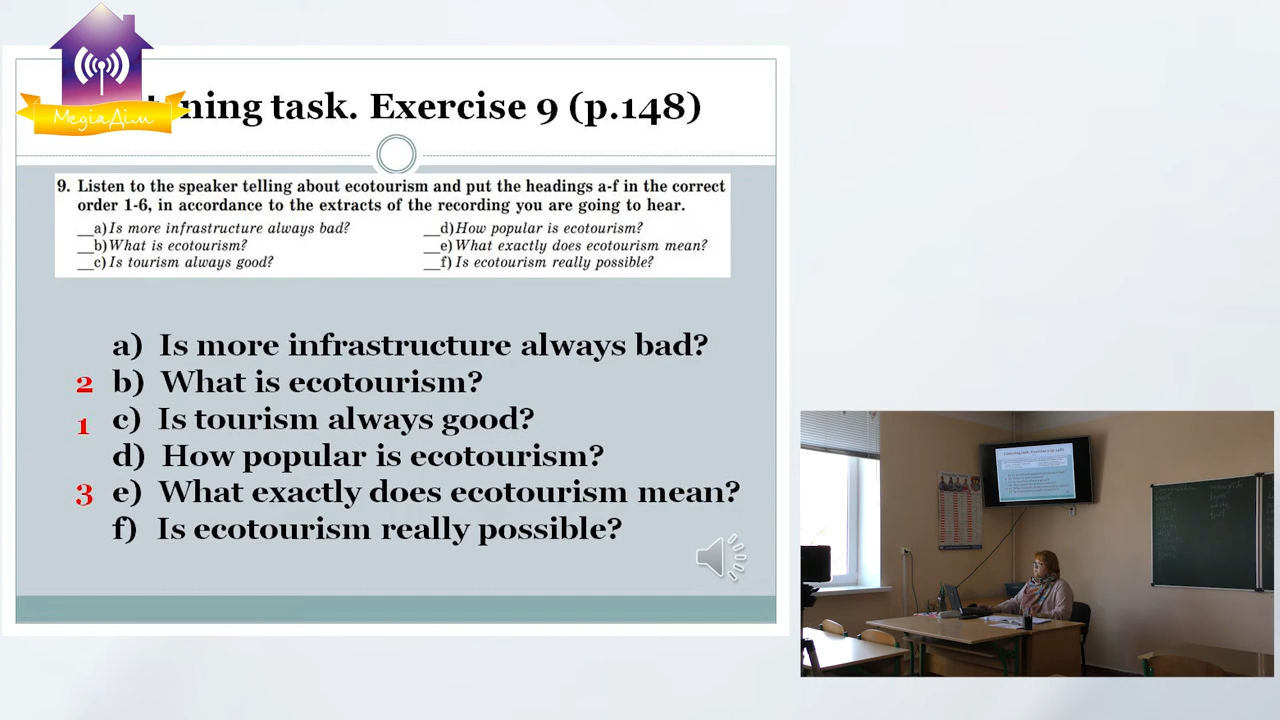 МедіаДім
ning task. Exercise 9 (p.148)
9. Listen to the speaker telling about ecotourism and put the headings a-f in the correct
order 1-6, in accordance to the extracts of the recording you are going to hear.
__a) Is more infrastructure always bad?
__b) What is ecotourism?
__c) Is tourism always good?
__d) How popular is ecotourism?
__e) What exactly does ecotourism mean?
__f) Is ecotourism really possible?
a) Is more infrastructure always bad?
2 b) What is ecotourism?
1 c) Is tourism always good?
d) How popular is ecotourism?
3 e) What exactly does ecotourism mean?
f) Is ecotourism really possible?